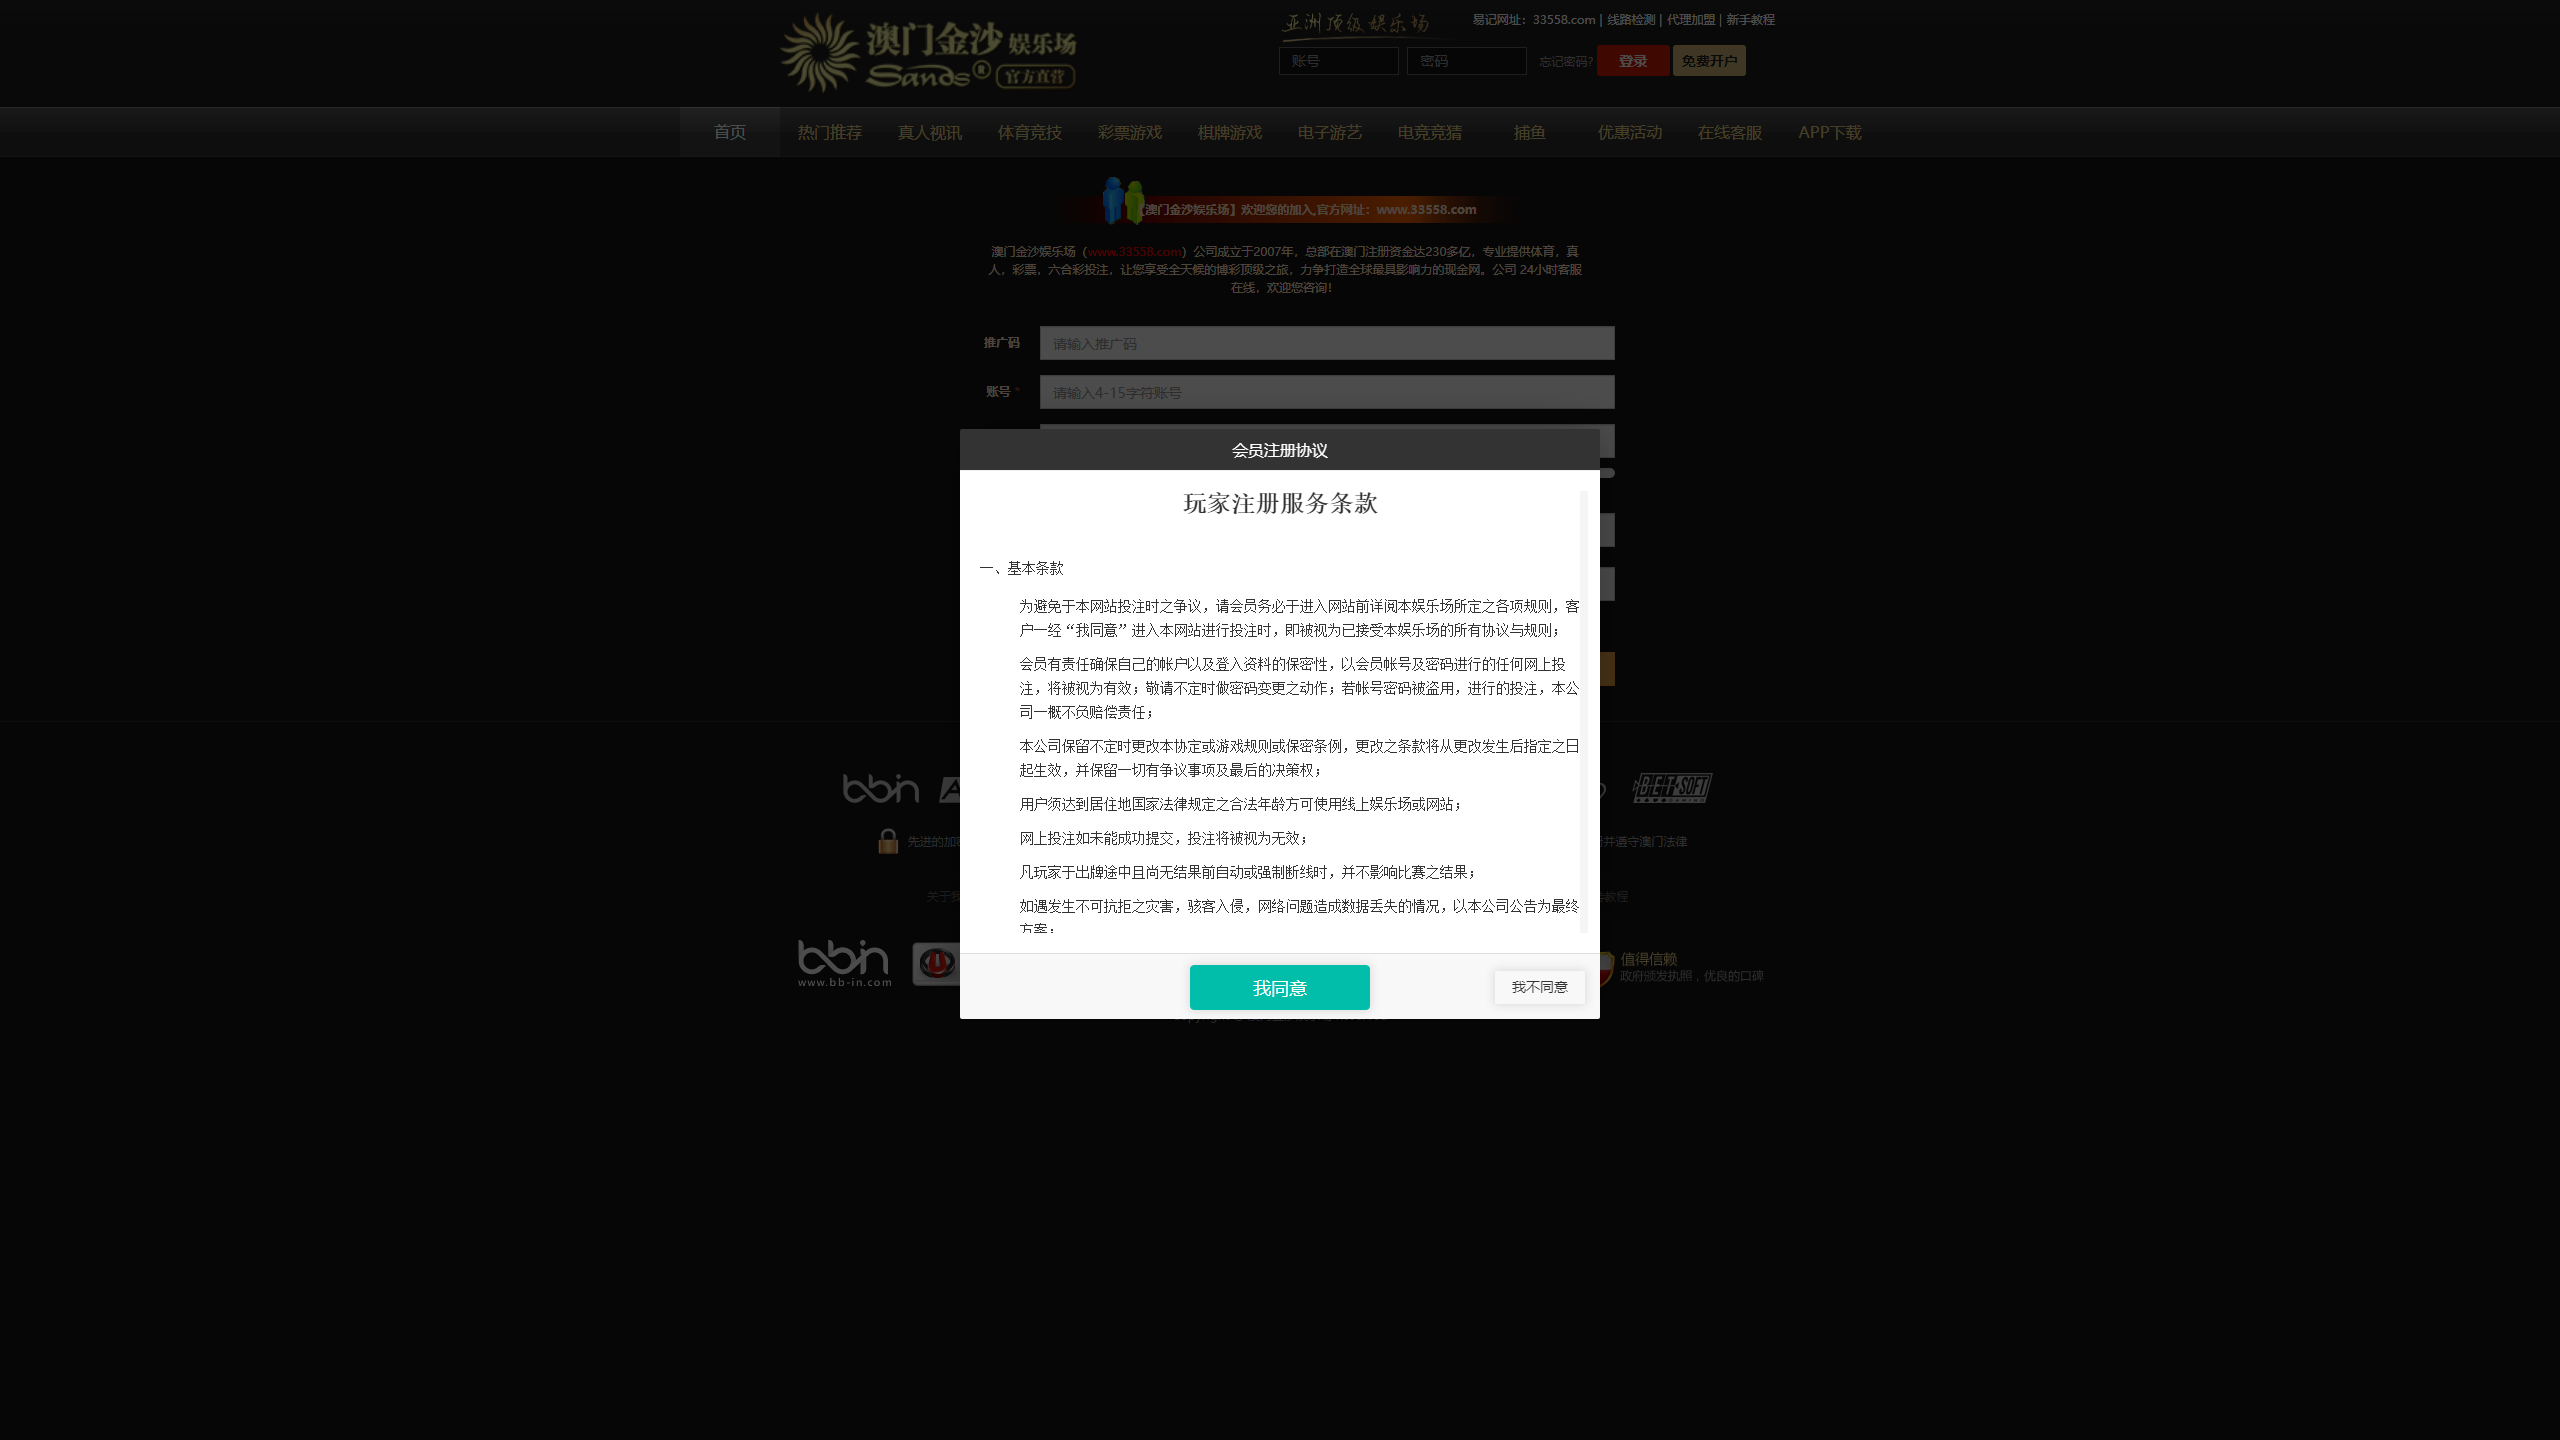 澳门金沙娱乐场
Sands® 官方直营
亚洲顶级娱乐场
易记网址：33558.com | 线路检测 | 代理加盟 | 新手教程
账号 密码 忘记密码? 登录 免费开户
首页 热门推荐 真人视讯 体育竞技 彩票游戏 棋牌游戏 电子游艺 电竞竞猜 捕鱼 优惠活动 在线客服 APP下载
【澳门金沙娱乐场】欢迎您的加入,官方网址：www.33558.com
澳门金沙娱乐场（www.33558.com）公司成立于2007年，总部在澳门注册资金达230多亿，专业提供体育，真
人，彩票，六合彩投注，让您享受全天候的博彩顶级之旅，力争打造全球最具影响力的现金网。公司 24小时客服
在线，欢迎您咨询！
推广码 请输入推广码
账号 * 请输入4-15字符账号
会员注册协议
玩家注册服务条款
一、基本条款
为避免于本网站投注时之争议，请会员务必于进入网站前详阅本娱乐场所定之各项规则，客
户一经“我同意”进入本网站进行投注时，即被视为已接受本娱乐场的所有协议与规则；
会员有责任确保自己的帐户以及登入资料的保密性，以会员帐号及密码进行的任何网上投
注，将被视为有效；敬请不定时做密码变更之动作；若帐号密码被盗用，进行的投注，本公
司一概不负赔偿责任；
本公司保留不定时更改本协定或游戏规则或保密条例，更改之条款将从更改发生后指定之日
起生效，并保留一切有争议事项及最后的决策权；
用户须达到居住地国家法律规定之合法年龄方可使用线上娱乐场或网站；
网上投注如未能成功提交，投注将被视为无效；
凡玩家于出牌途中且尚无结果前自动或强制断线时，并不影响比赛之结果；
如遇发生不可抗拒之灾害，骇客入侵，网络问题造成数据丢失的情况，以本公司公告为最终
方案；
我同意
我不同意
bbin
BETSOFT
先进的加
并遵守澳门法律
关于
教程
bbin
www.bb-in.com
值得信赖
政府颁发执照，优良的口碑